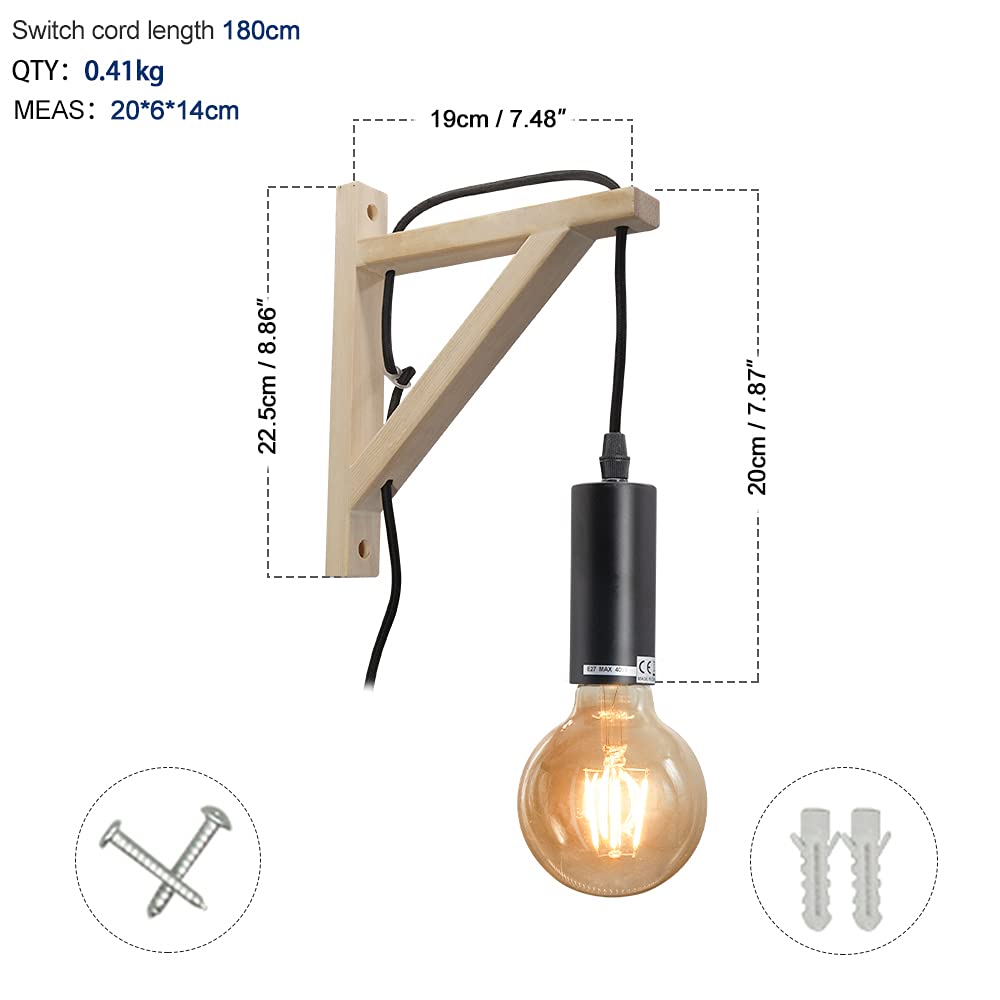 Switch cord length 180cm
QTY： 0.41kg
MEAS： 20*6*14cm
19cm / 7.48″
22.5cm / 8.86″
20cm / 7.87″
E27 MAX 40
CE